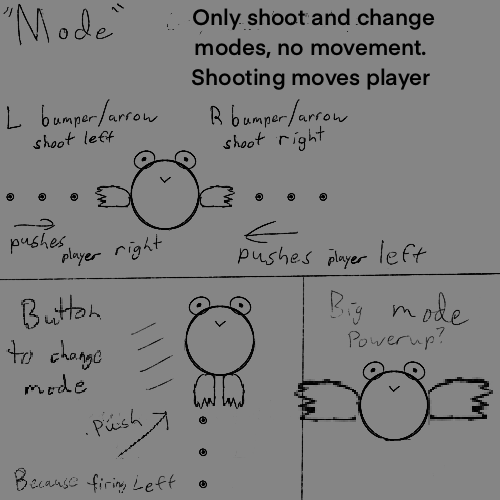 "Mode"
Only shoot and change
modes, no movement.
Shooting moves player
L bumper/arrow
shoot left
R bumper/arrow
shoot right
pushes
player right
pushes player left
Button
to change
mode
push
Because firing Left
Big mode
Powerup?